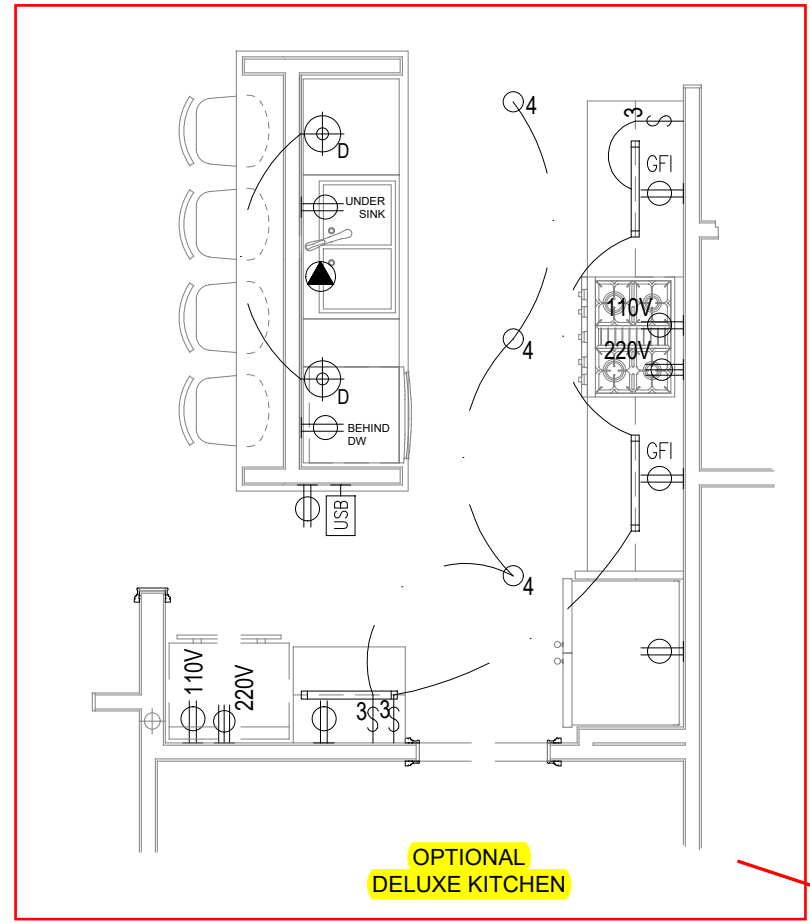 4
3
S
D
GFI
UNDER
SINK
110V
4
220V
D
BEHIND
DW
GFI
USB
4
110V
220V
3
S
3
S
OPTIONAL
DELUXE KITCHEN